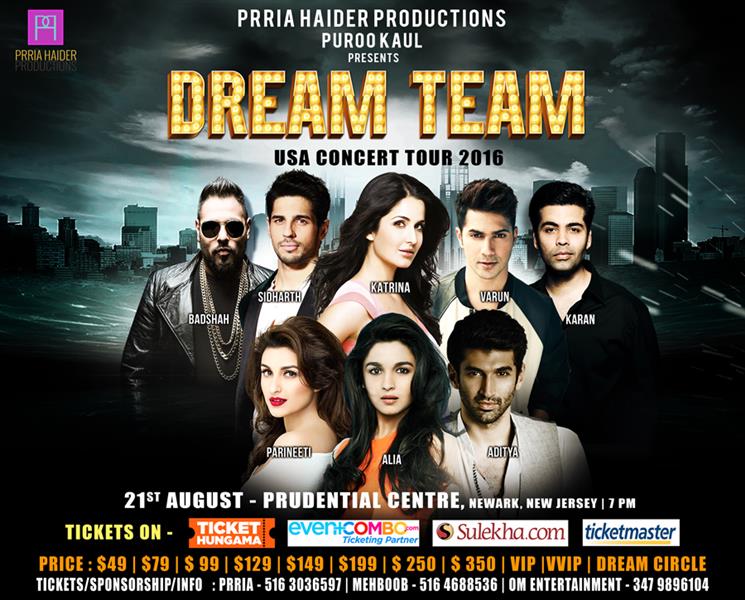 PRRIA HAIDER PRODUCTIONS
PUROO KAUL
PRESENTS
PRRIA HAIDER
PRODUCTIONS
DREAM TEAM
USA CONCERT TOUR 2016
BADSHAH
SIDHARTH
KATRINA
VARUN
KARAN
PARINEETI
ALIA
ADITYA
21ST AUGUST - PRUDENTIAL CENTRE, NEWARK, NEW JERSEY | 7 PM
TICKETS ON -
TICKET
HUNGAMA
eventCOMBO.com
Ticketing Partner
S Sulekha.com
ticketmaster
PRICE : $49 | $79 | $ 99 | $129 | $149 | $199 | $ 250 | $ 350 | VIP |VVIP | DREAM CIRCLE
TICKETS/SPONSORSHIP/INFO : PRRIA - 516 3036597 | MEHBOOB - 516 4688536 | OM ENTERTAINMENT - 347 9896104